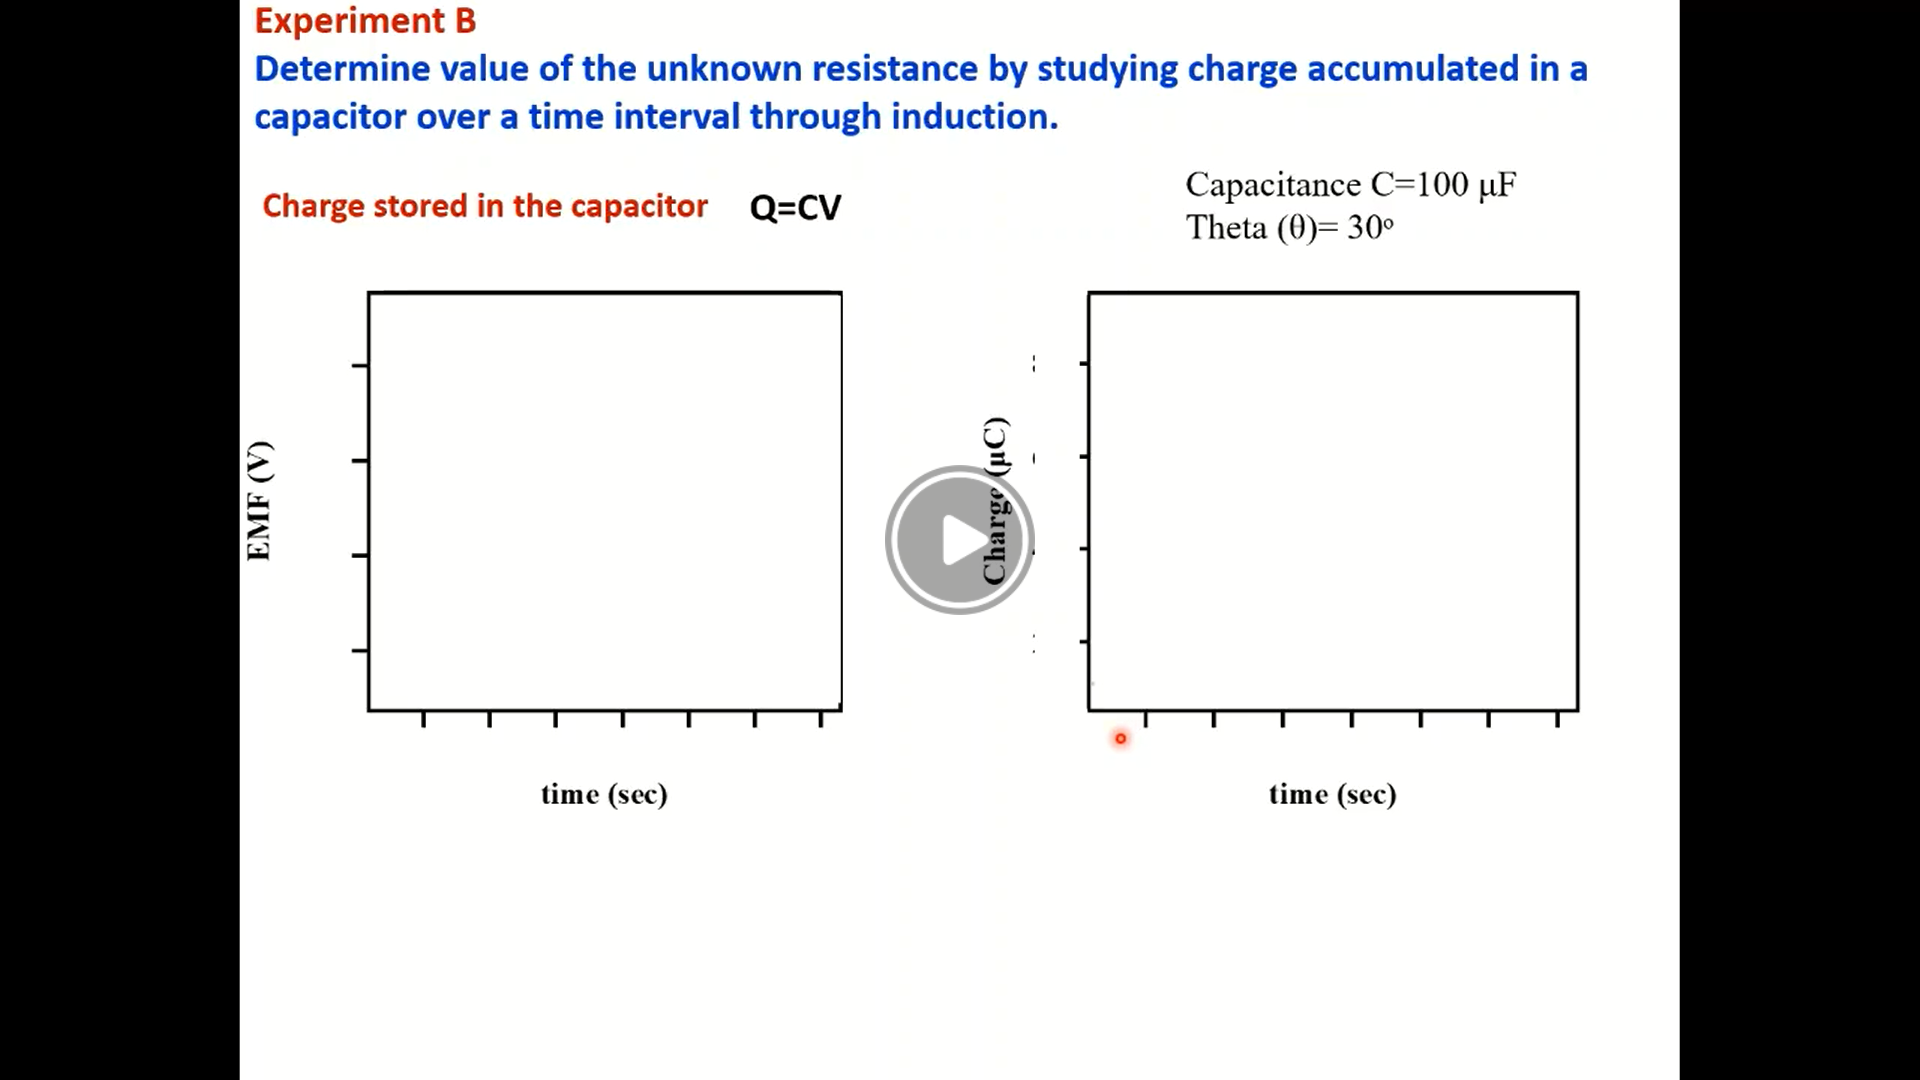 Experiment B
Determine value of the unknown resistance by studying charge accumulated in a
capacitor over a time interval through induction.
Charge stored in the capacitor Q=CV
Capacitance C=100 μF
Theta (θ)= 30º
EMF (V)
Charge (μC)
time (sec)
time (sec)